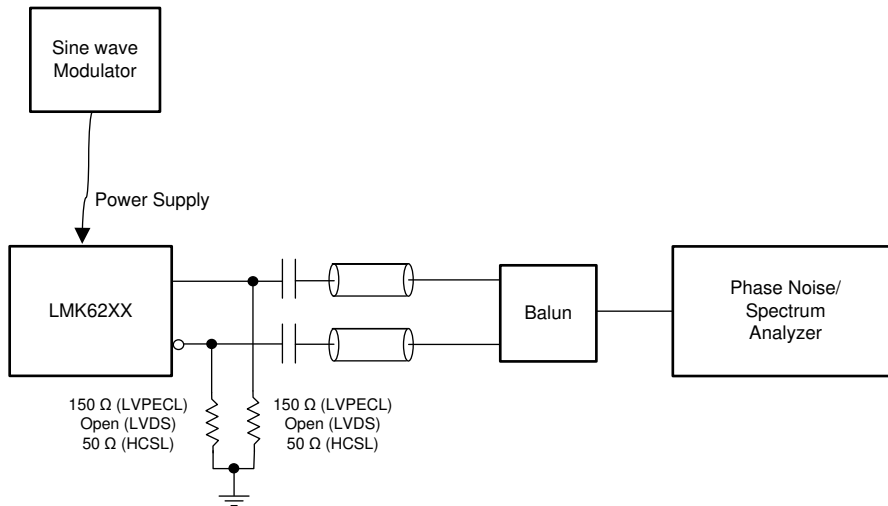 Sine wave
Modulator
Power Supply
LMK62XX
Balun
Phase Noise/
Spectrum
Analyzer
150 Ω (LVPECL)
Open (LVDS)
50 Ω (HCSL)
150 Ω (LVPECL)
Open (LVDS)
50 Ω (HCSL)